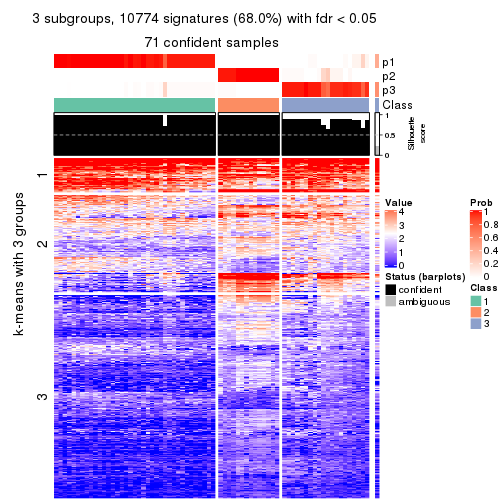 3 subgroups, 10774 signatures (68.0%) with fdr < 0.05
71 confident samples
p1
p2
p3
Class
1
0.5
0
Silhouette
score
k-means with 3 groups
1
2
3
Value
4
3
2
1
0
Status (barplots)
confident
ambiguous
Prob
1
0.8
0.6
0.4
0.2
0
Class
1
2
3